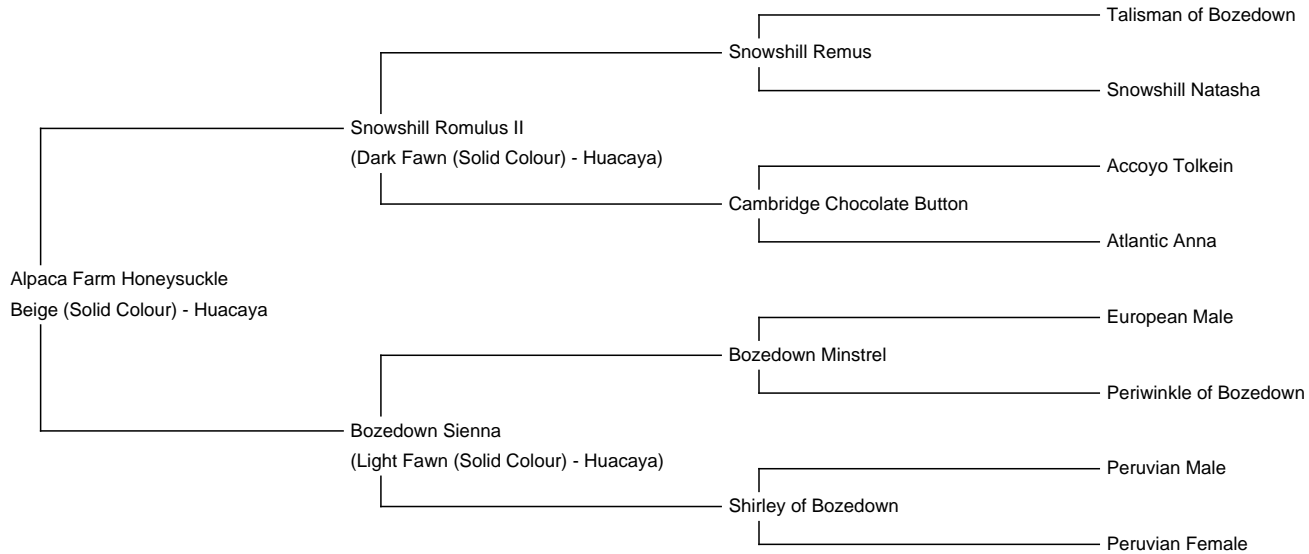 Talisman of Bozedown
Snowshill Remus
Snowshill Natasha
Snowshill Romulus II
(Dark Fawn (Solid Colour) - Huacaya)
Accoyo Tolkein
Cambridge Chocolate Button
Atlantic Anna
Alpaca Farm Honeysuckle
Beige (Solid Colour) - Huacaya
European Male
Bozedown Minstrel
Periwinkle of Bozedown
Bozedown Sienna
(Light Fawn (Solid Colour) - Huacaya)
Peruvian Male
Shirley of Bozedown
Peruvian Female